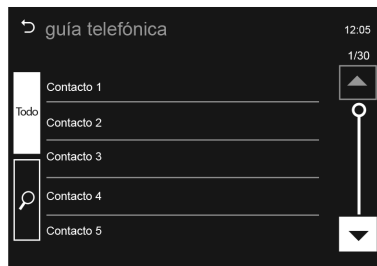 guía telefónica
12:05
1/30
Todo
Contacto 1
Contacto 2
Contacto 3
Contacto 4
Contacto 5